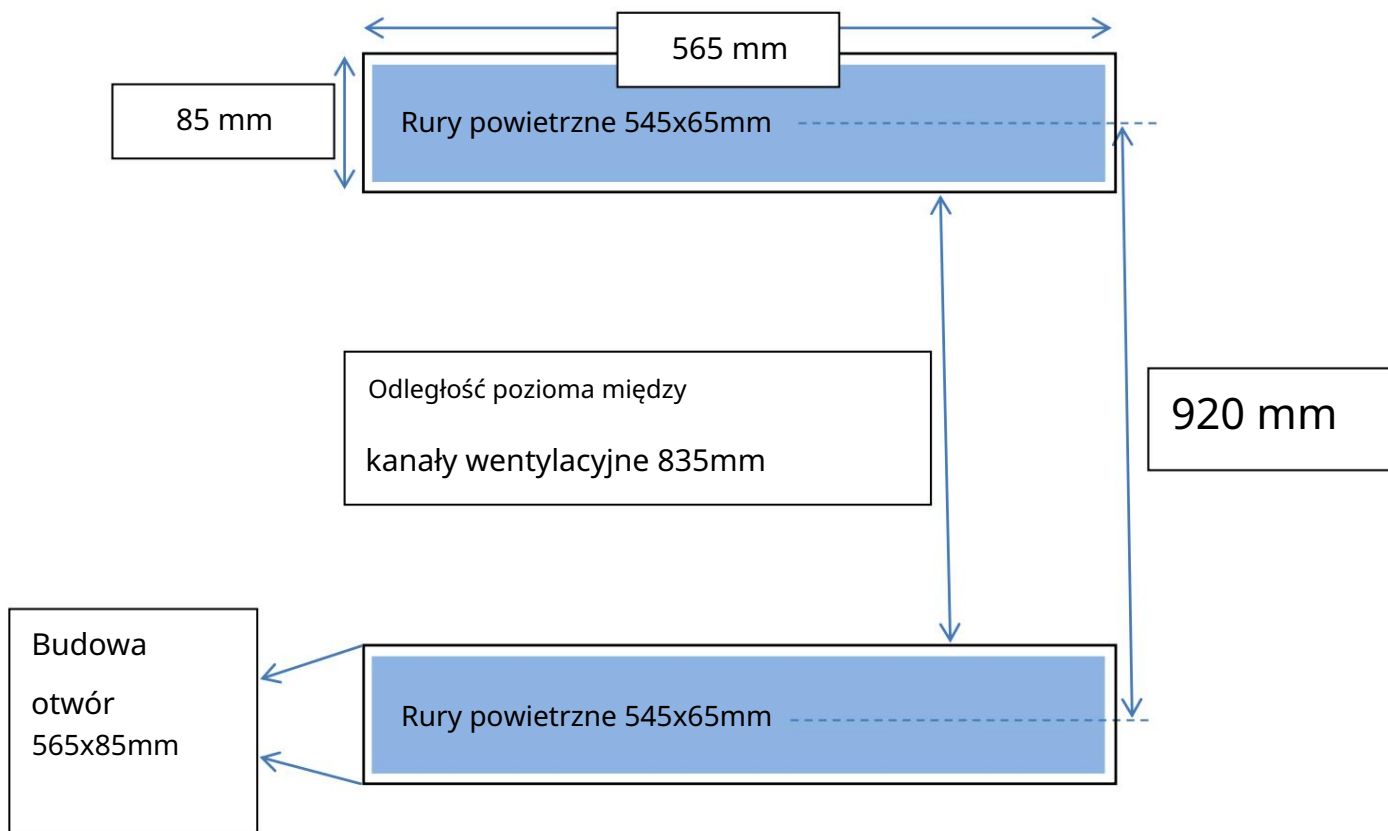 565 mm
85 mm
Rury powietrzne 545x65mm
Odległość pozioma między
kanały wentylacyjne 835mm
920 mm
Budowa
otwór
565x85mm
Rury powietrzne 545x65mm